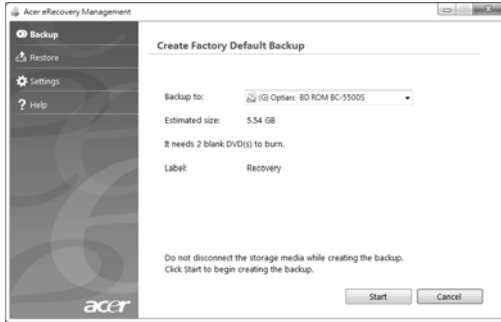 Acer eRecovery Management
Backup
Restore
Settings
Help
Create Factory Default Backup
Backup to: (G) Optiarc BD ROM BC-5500S
Estimated size: 5.54 GB
It needs 2 blank DVD(s) to burn.
Label: Recovery
Do not disconnect the storage media while creating the backup.
Click Start to begin creating the backup.
Start Cancel
acer